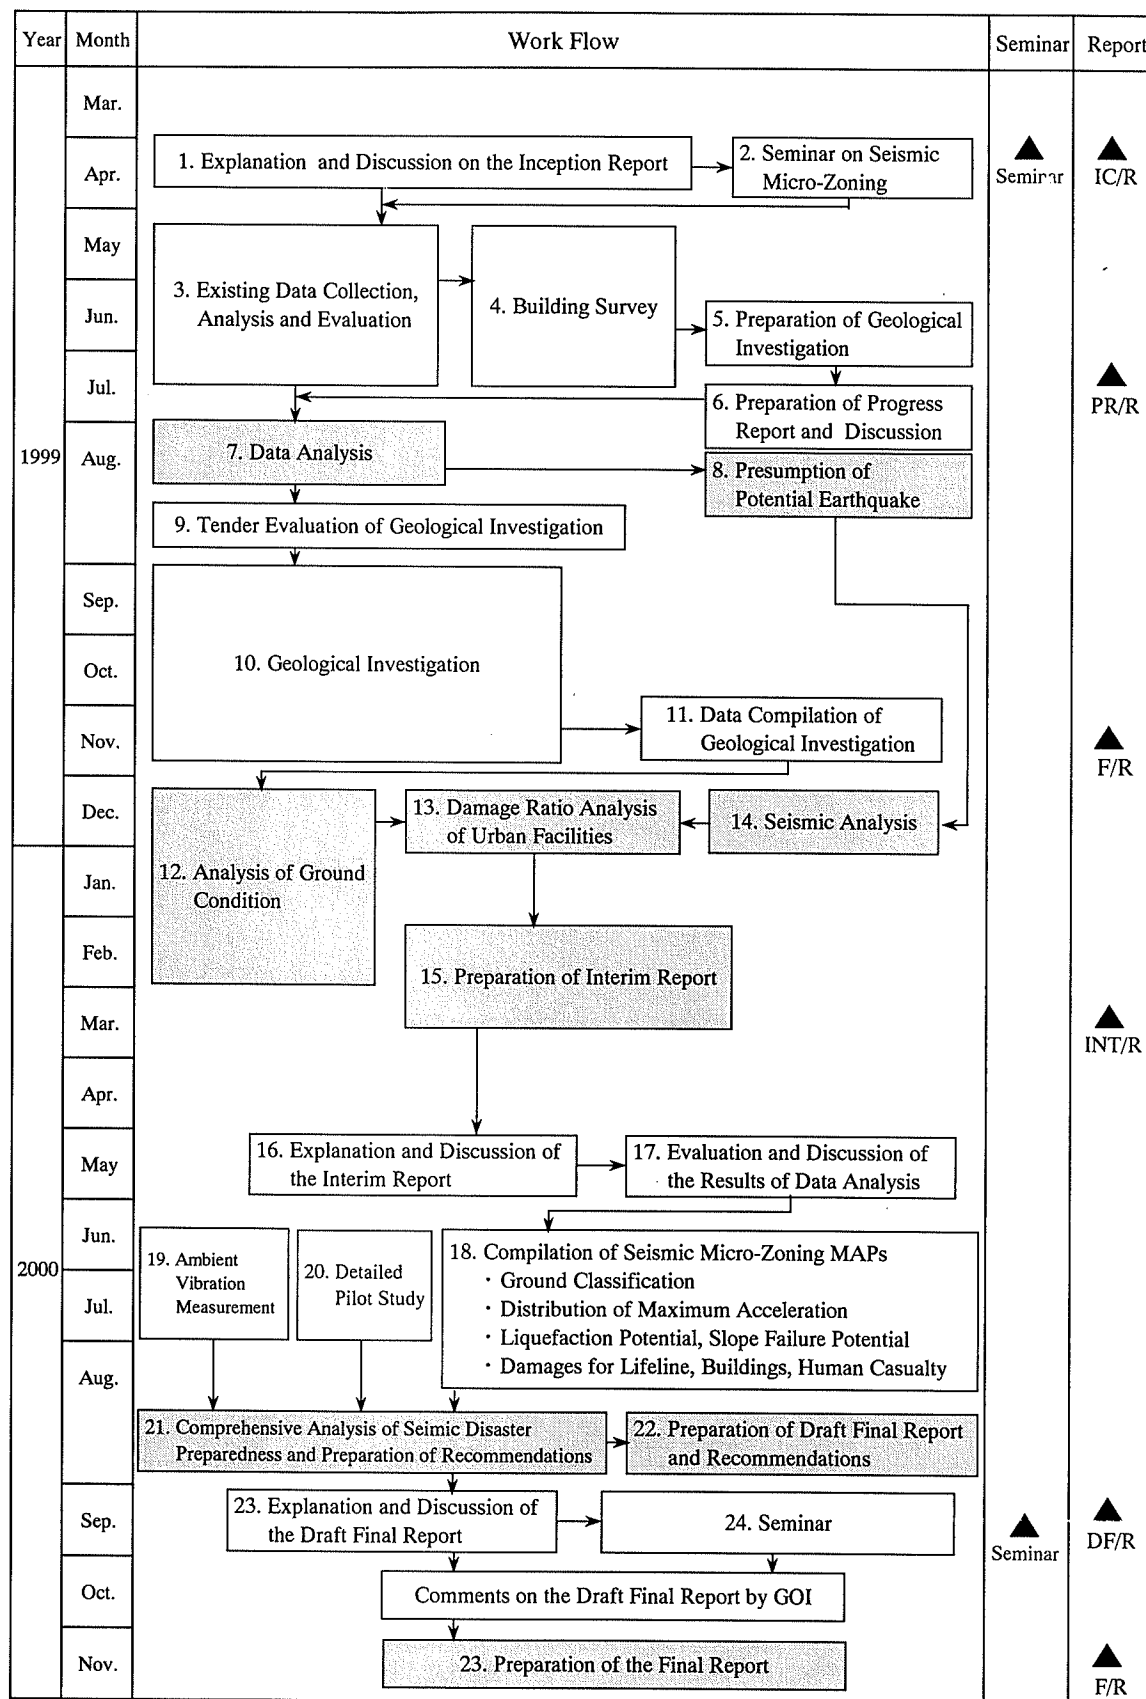 Year Month Work Flow Seminar Report
Mar.
1. Explanation and Discussion on the Inception Report
2. Seminar on Seismic
Micro-Zoning
Apr.
Seminar
IC/R
May
3. Existing Data Collection,
Analysis and Evaluation
4. Building Survey
Jun.
5. Preparation of Geological
Investigation
Jul.
6. Preparation of Progress
Report and Discussion
PR/R
1999
Aug.
7. Data Analysis
8. Presumption of
Potential Earthquake
9. Tender Evaluation of Geological Investigation
Sep.
Oct.
10. Geological Investigation
11. Data Compilation of
Geological Investigation
Nov.
F/R
Dec.
13. Damage Ratio Analysis
of Urban Facilities
14. Seismic Analysis
Jan.
12. Analysis of Ground
Condition
Feb.
15. Preparation of Interim Report
Mar.
INT/R
Apr.
May
16. Explanation and Discussion of
the Interim Report
17. Evaluation and Discussion of
the Results of Data Analysis
Jun.
2000
19. Ambient
Vibration
Measurement
20. Detailed
Pilot Study
18. Compilation of Seismic Micro-Zoning MAPs
· Ground Classification
· Distribution of Maximum Acceleration
· Liquefaction Potential, Slope Failure Potential
· Damages for Lifeline, Buildings, Human Casualty
Jul.
Aug.
21. Comprehensive Analysis of Seimic Disaster
Preparedness and Preparation of Recommendations
22. Preparation of Draft Final Report
and Recommendations
Sep.
23. Explanation and Discussion of
the Draft Final Report
24. Seminar
Seminar
DF/R
Oct.
Comments on the Draft Final Report by GOI
Nov.
23. Preparation of the Final Report
F/R